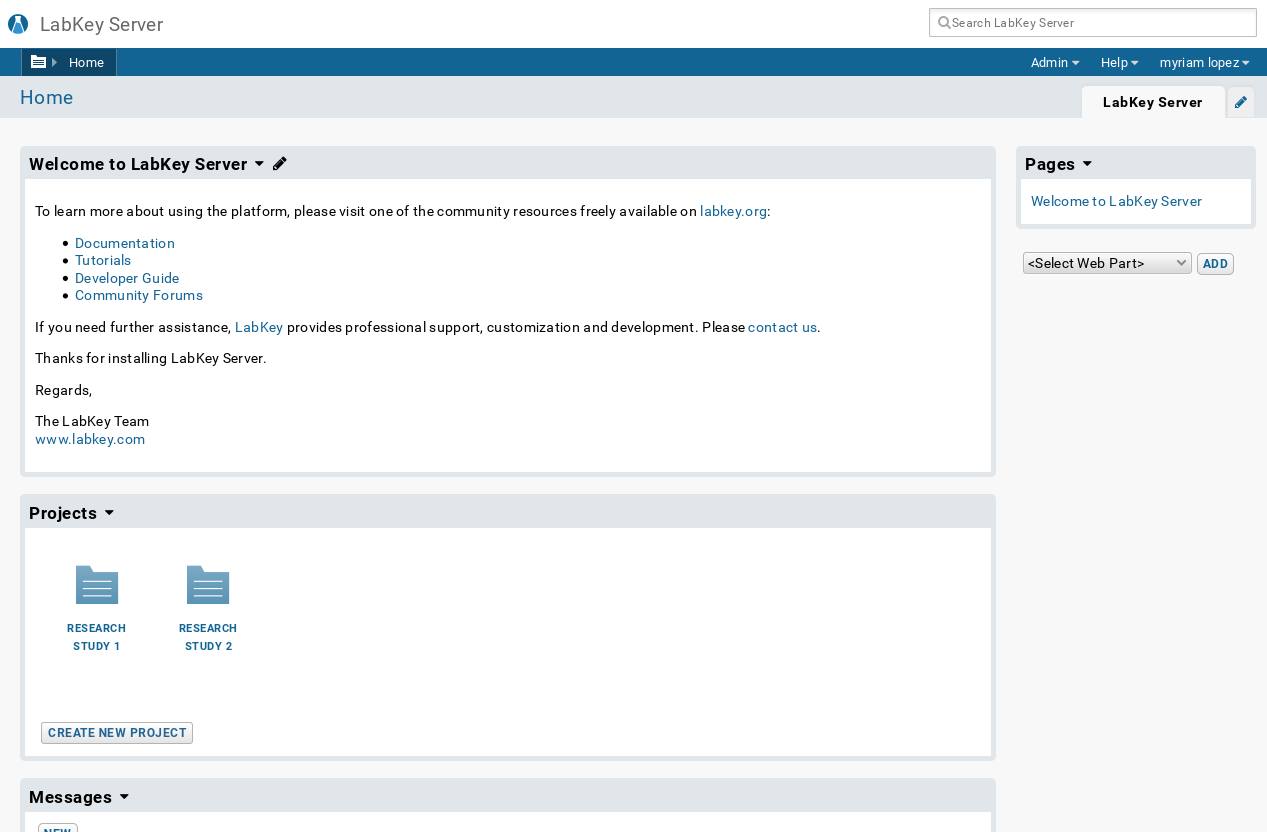 LabKey Server
Search LabKey Server
Home
Admin
Help
myriam lopez
Home
LabKey Server
Welcome to LabKey Server
To learn more about using the platform, please visit one of the community resources freely available on labkey.org:
Documentation
Tutorials
Developer Guide
Community Forums
If you need further assistance, LabKey provides professional support, customization and development. Please contact us.
Thanks for installing LabKey Server.
Regards,
The LabKey Team
www.labkey.com
Pages
Welcome to LabKey Server
<Select Web Part>
ADD
Projects
RESEARCH
STUDY 1
RESEARCH
STUDY 2
CREATE NEW PROJECT
Messages
NEW